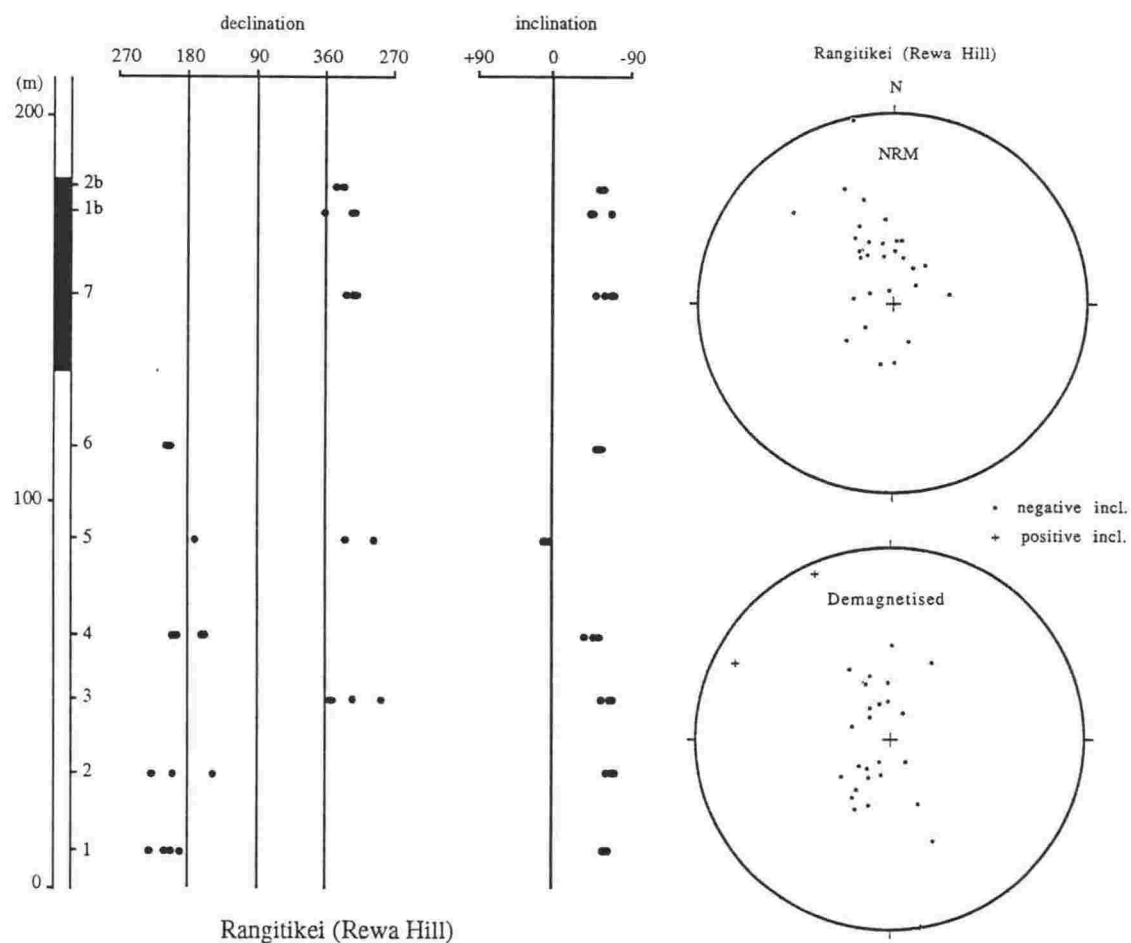 declination
inclination
270 180 90 360 270
+90 0 -90
(m)
200
2b
1b
7
6
100
5
4
3
2
1
0
Rangitikei (Rewa Hill)
Rangitikei (Rewa Hill)
N
NRM
• negative incl.
+ positive incl.
Demagnetised